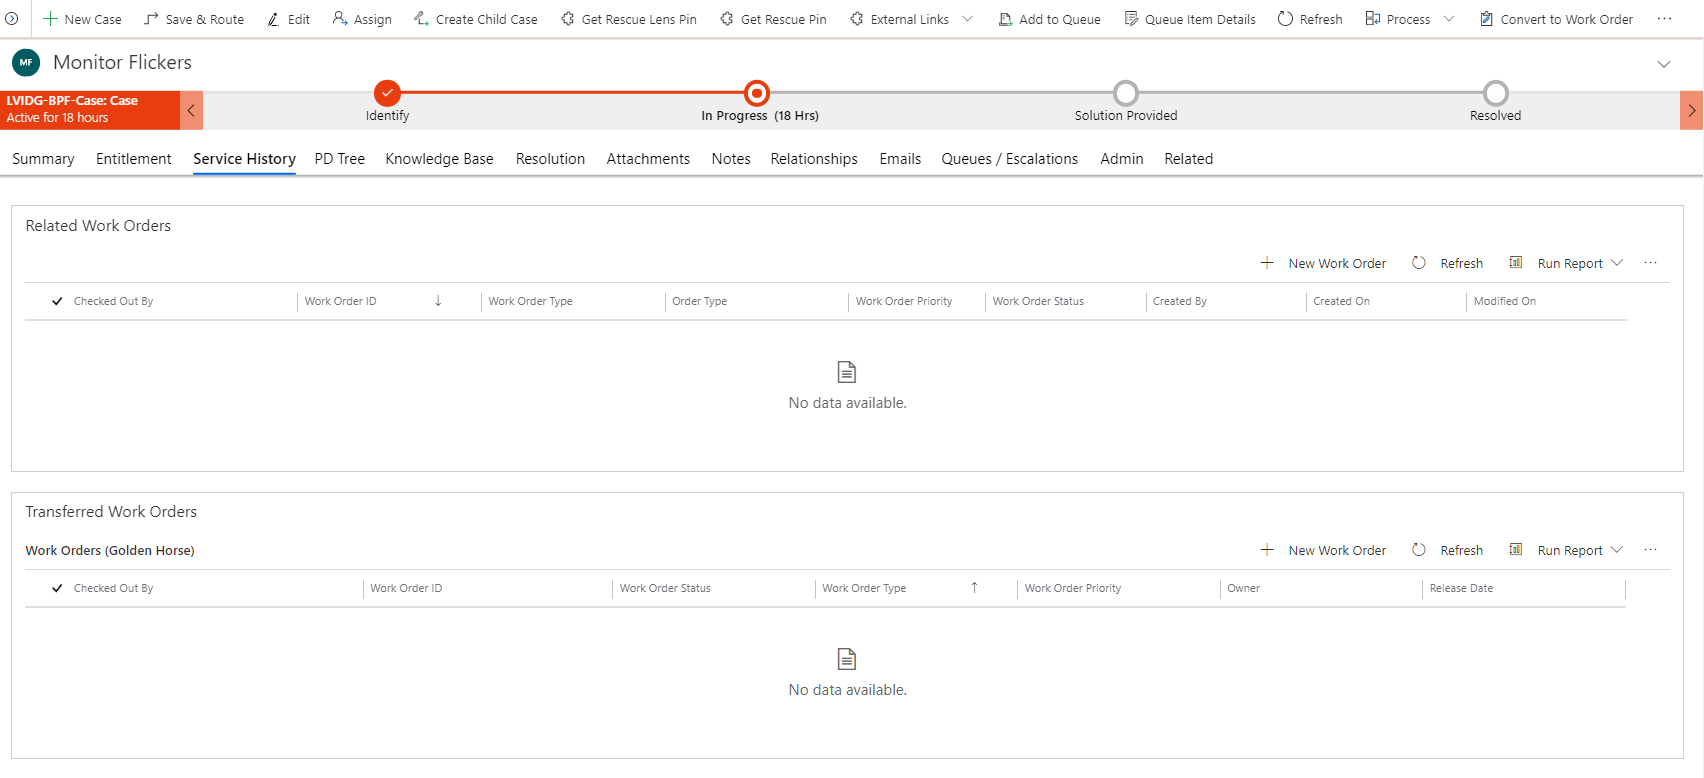 New Case Save & Route Edit Assign Create Child Case Get Rescue Lens Pin Get Rescue Pin External Links Add to Queue Queue Item Details Refresh Process Convert to Work Order ...
MF Monitor Flickers
LVIDG-BPF-Case: Case
Active for 18 hours
Identify In Progress (18 Hrs) Solution Provided Resolved
Summary Entitlement Service History PD Tree Knowledge Base Resolution Attachments Notes Relationships Emails Queues / Escalations Admin Related
Related Work Orders
New Work Order Refresh Run Report ...
Checked Out By Work Order ID Work Order Type Order Type Work Order Priority Work Order Status Created By Created On Modified On
No data available.
Transferred Work Orders
Work Orders (Golden Horse) New Work Order Refresh Run Report ...
Checked Out By Work Order ID Work Order Status Work Order Type Work Order Priority Owner Release Date
No data available.